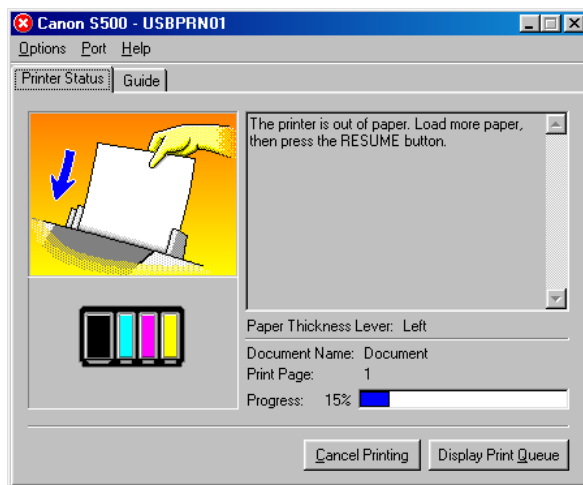 Canon S500 - USBPRN01
Options Port Help
Printer Status Guide
The printer is out of paper. Load more paper,
then press the RESUME button.
Paper Thickness Lever: Left
Document Name: Document
Print Page: 1
Progress: 15%
Cancel Printing Display Print Queue